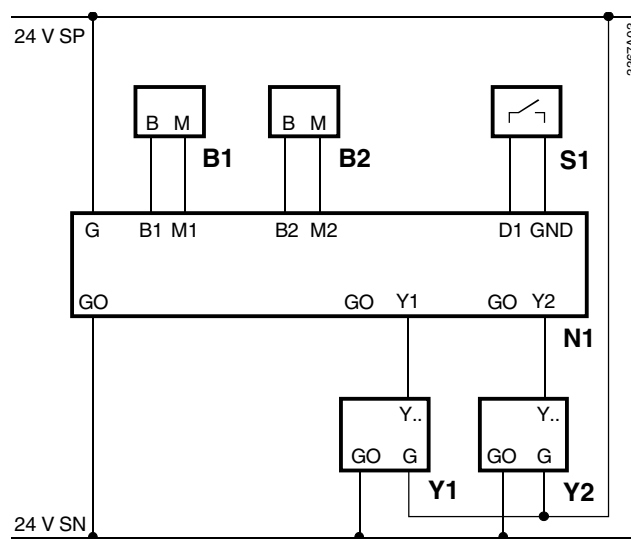 24 V SP
3267A02
B M
B M
B1
B2
S1
G B1 M1 B2 M2 D1 GND
GO GO Y1 GO Y2
N1
Y..
Y..
GO G
GO G
Y1
Y2
24 V SN